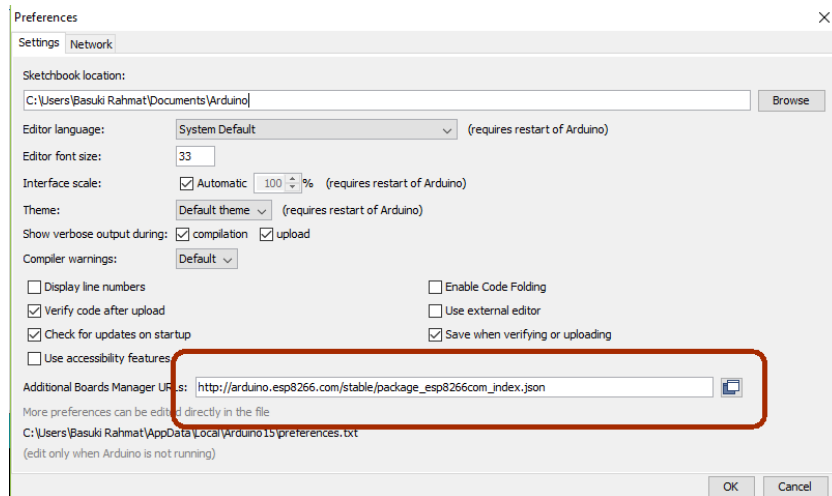 Preferences
Settings Network
Sketchbook location:
C:\Users\Basuki Rahmat\Documents\Arduino Browse
Editor language: System Default (requires restart of Arduino)
Editor font size: 33
Interface scale: Automatic 100 % (requires restart of Arduino)
Theme: Default theme (requires restart of Arduino)
Show verbose output during: compilation upload
Compiler warnings: Default
Display line numbers Enable Code Folding
Verify code after upload Use external editor
Check for updates on startup Save when verifying or uploading
Use accessibility features
Additional Boards Manager URLs: http://arduino.esp8266.com/stable/package_esp8266com_index.json
More preferences can be edited directly in the file
C:\Users\Basuki Rahmat\AppData\Local\Arduino15\preferences.txt
(edit only when Arduino is not running)
OK Cancel